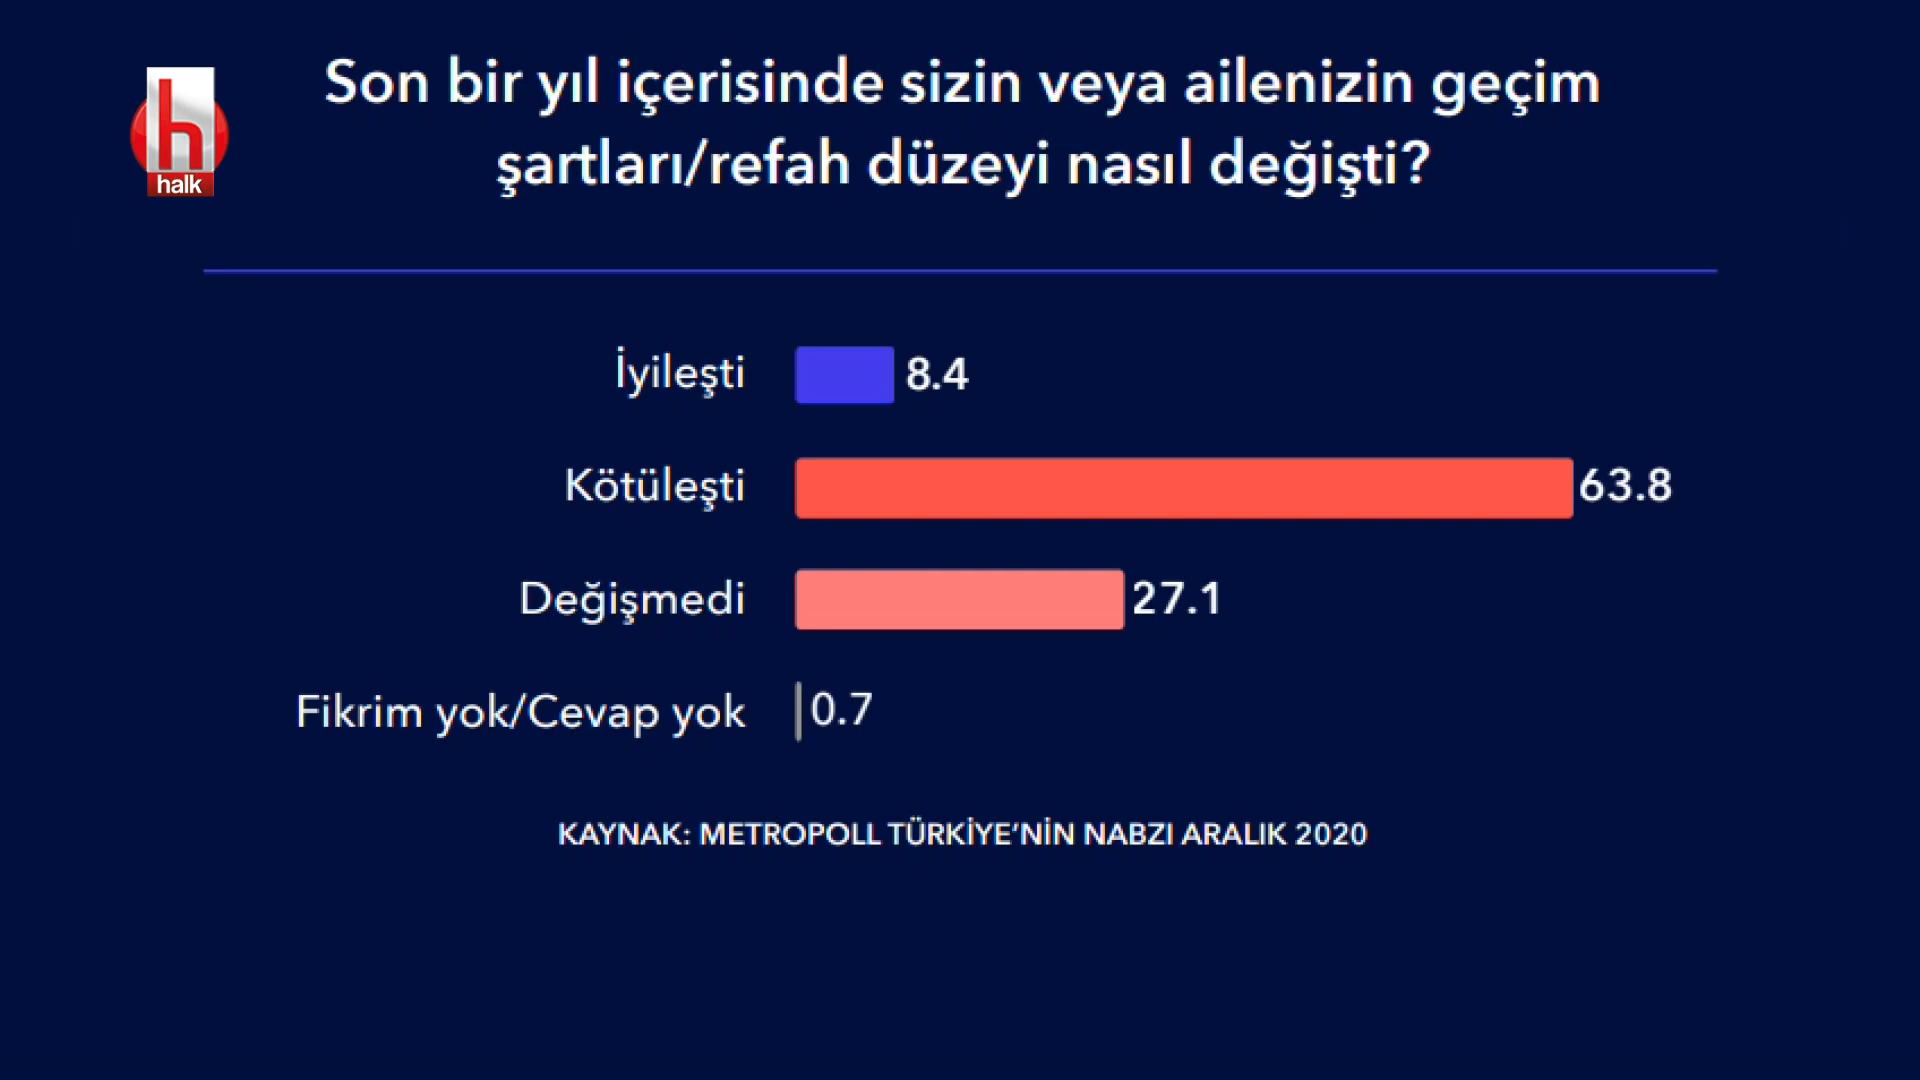 h
halk
Son bir yıl içerisinde sizin veya ailenizin geçim
şartları/refah düzeyi nasıl değişti?
İyileşti 8.4
Kötüleşti 63.8
Değişmedi 27.1
Fikrim yok/Cevap yok 0.7
KAYNAK: METROPOLL TÜRKİYE’NİN NABZI ARALIK 2020